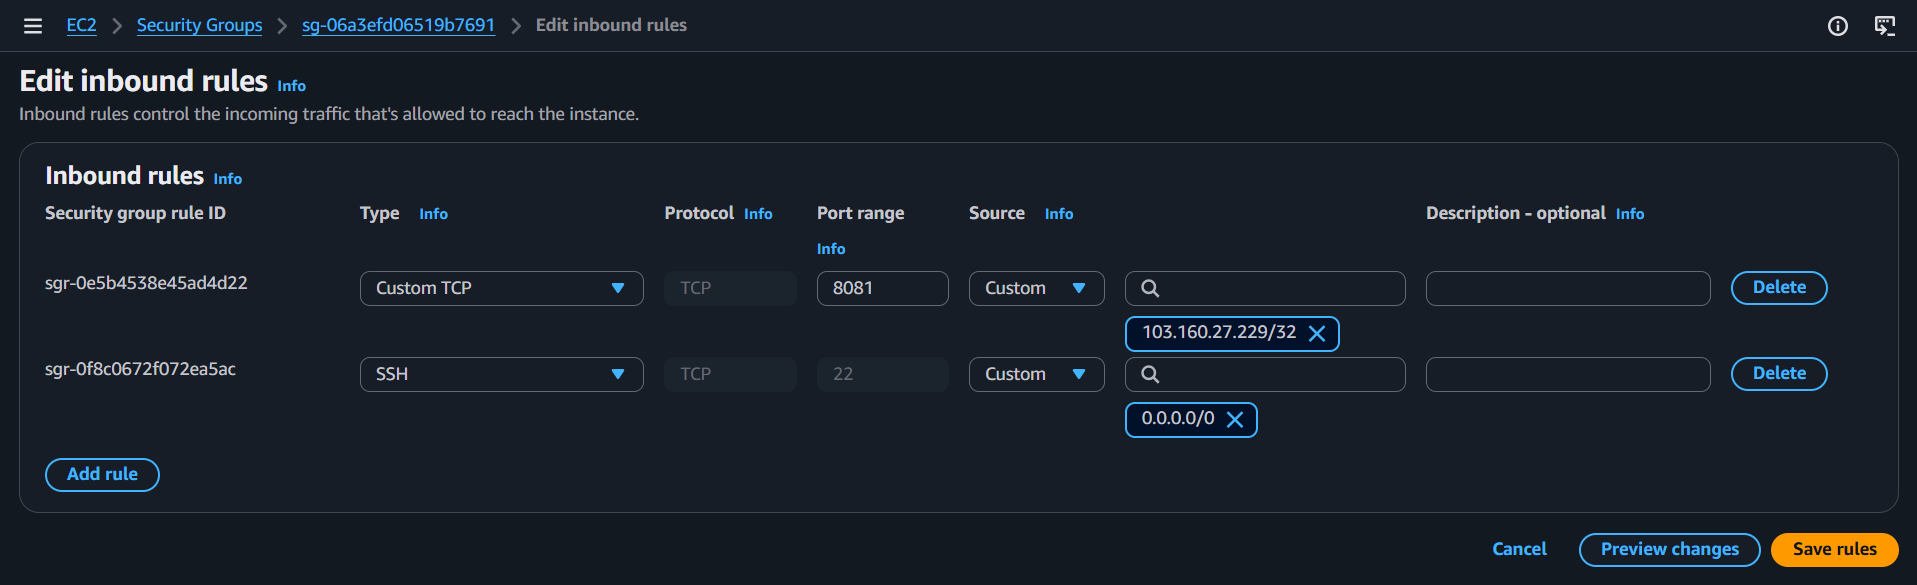 EC2 > Security Groups > sg-06a3efd06519b7691 > Edit inbound rules
Edit inbound rules Info
Inbound rules control the incoming traffic that's allowed to reach the instance.
Inbound rules Info
Security group rule ID Type Info Protocol Info Port range Info Source Info Description - optional Info
sgr-0e5b4538e45ad4d22 Custom TCP TCP 8081 Custom Delete
103.160.27.229/32
sgr-0f8c0672f072ea5ac SSH TCP 22 Custom Delete
0.0.0.0/0
Add rule
Cancel Preview changes Save rules